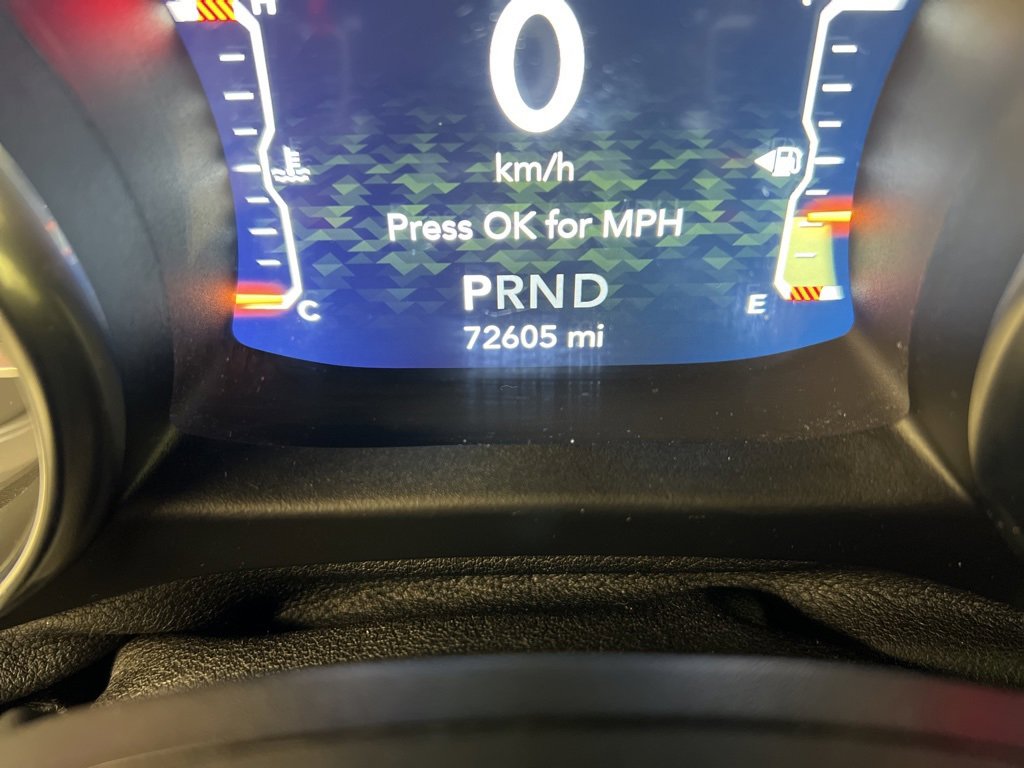 H
0
km/h
Press OK for MPH
PRND
C
E
72605 mi